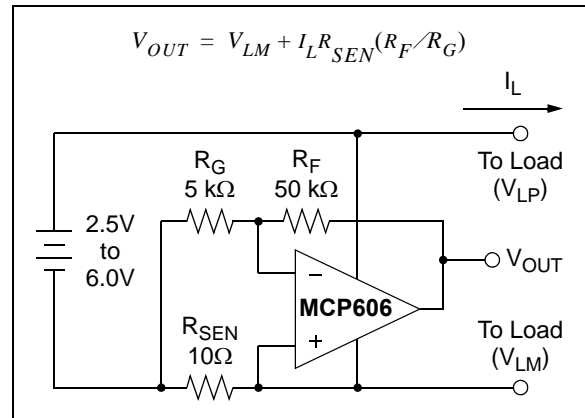 V_OUT = V_LM + I_L R_SEN (R_F/R_G)
I_L
R_G
5 kΩ
R_F
50 kΩ
To Load
(V_LP)
2.5V
to
6.0V
V_OUT
−
MCP606
+
R_SEN
10Ω
To Load
(V_LM)